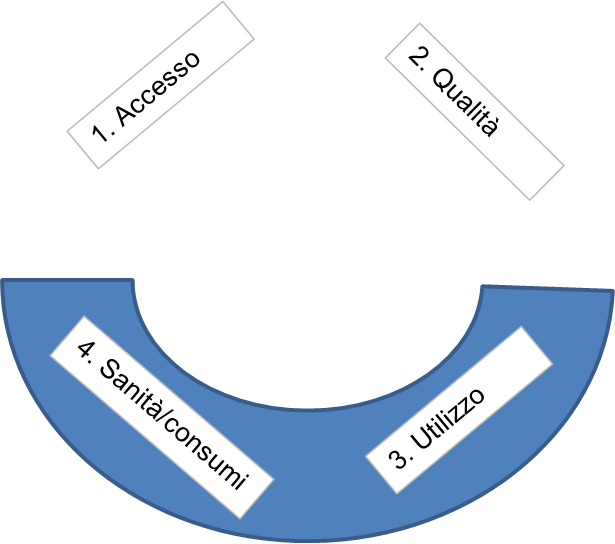 1. Accesso
2. Qualità
3. Utilizzo
4. Sanità/consumi